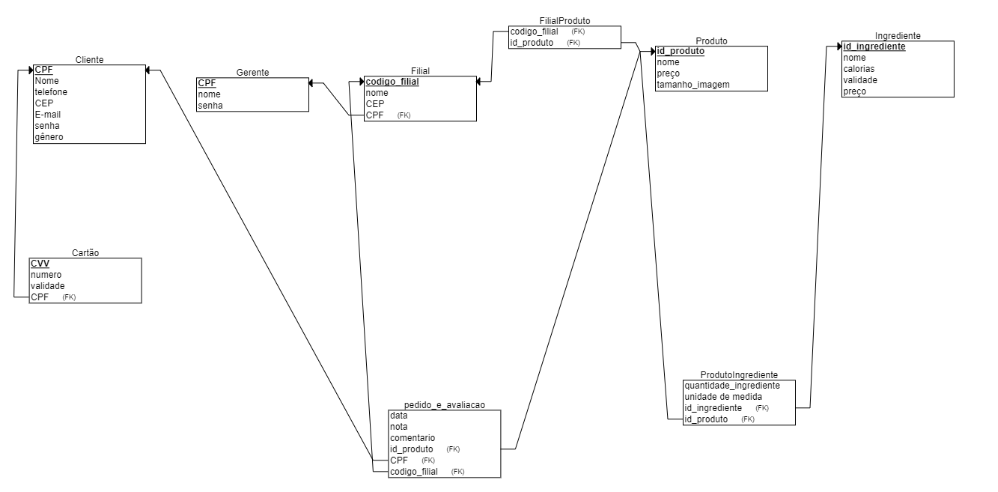 FilialProduto
codigo_filial (FK)
id_produto (FK)
Produto
id_produto
nome
preço
tamanho_imagem
Ingrediente
id_ingrediente
nome
calorias
validade
preço
Cliente
CPF
Nome
telefone
CEP
E-mail
senha
gênero
Gerente
CPF
nome
senha
Filial
codigo_filial
nome
CEP
CPF (FK)
Cartão
CVV
numero
validade
CPF (FK)
pedido_e_avaliacao
data
nota
comentario
id_produto (FK)
CPF (FK)
codigo_filial (FK)
ProdutoIngrediente
quantidade_ingrediente
unidade de medida
id_ingrediente (FK)
id_produto (FK)